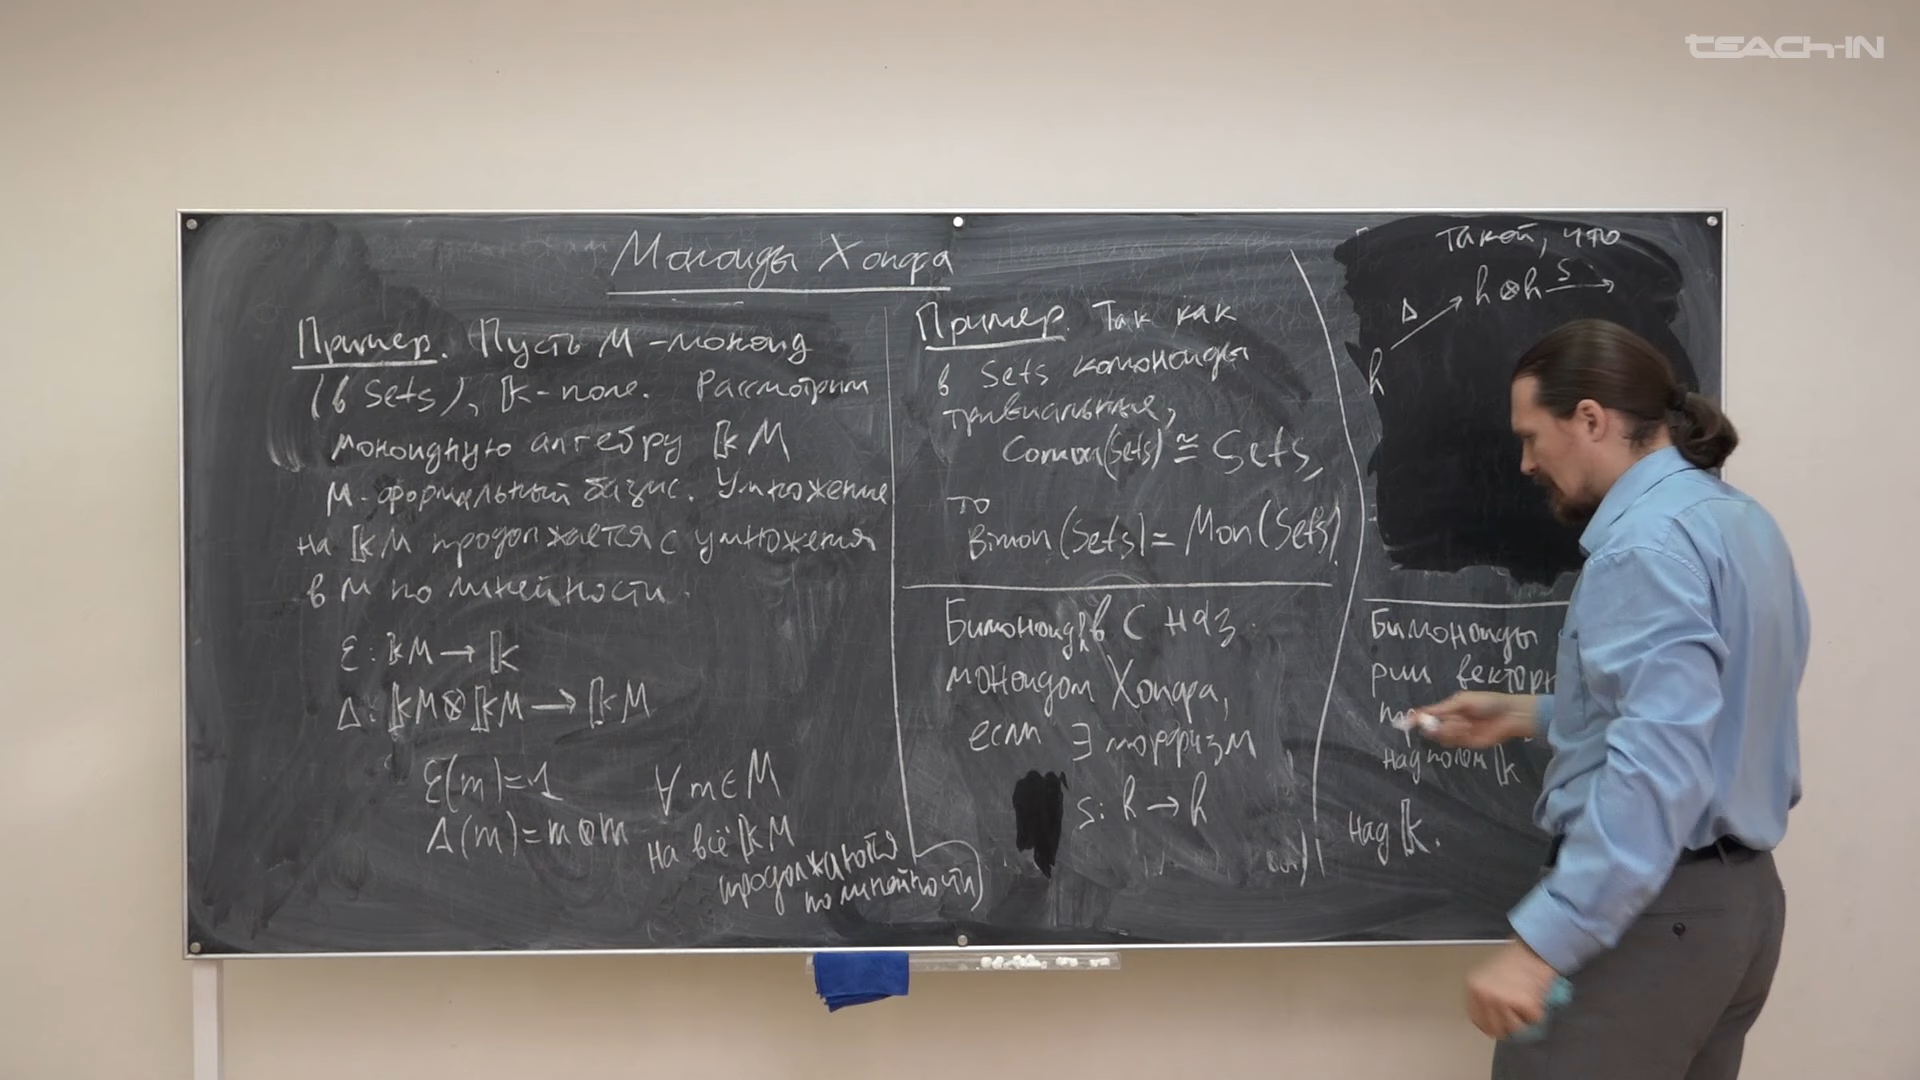 TEACH-IN
Моноиды Хопфа
Пример. Пусть M - моноид
(в Sets), 𝕜 - поле. Рассмотрим
моноидную алгебру 𝕜M
M - формальный базис. Умножение
на 𝕜M продолжается с умножения
в M по линейности.
ε: 𝕜M → 𝕜
Δ: 𝕜M ⊗ 𝕜M → 𝕜M
ε(m) = 1 ∀ m ∈ M
Δ(m) = m ⊗ m на всё 𝕜M
продолжаются
по линейности)
Пример. Так как
в Sets комоноиды
тривиальные,
Comon(Sets) ≅ Sets,
то
Bimon(Sets) = Mon(Sets).
Бимоноид h в C наз.
моноидом Хопфа,
если ∃ морфизм
S: h → h
такой, что
Δ h ⊗ h S →
h
Бимоноиды
рии вектор
над полем 𝕜
над 𝕜.